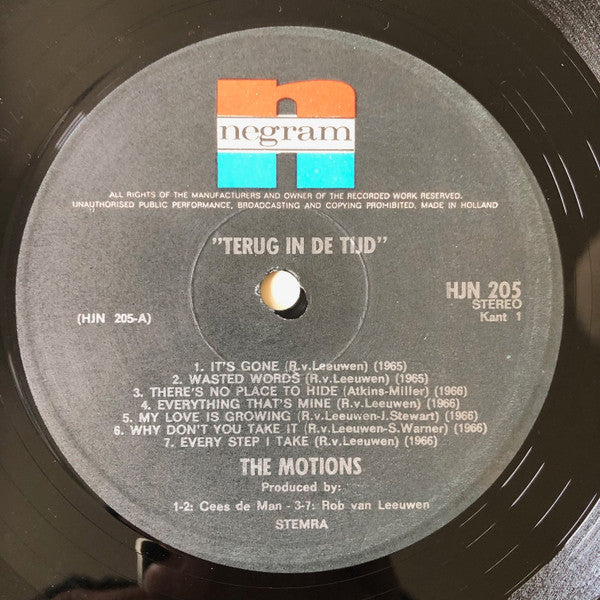 negram
ALL RIGHTS OF THE MANUFACTURERS AND OWNER OF THE RECORDED WORK RESERVED.
UNAUTHORISED PUBLIC PERFORMANCE, BROADCASTING AND COPYING PROHIBITED. MADE IN HOLLAND
"TERUG IN DE TIJD"
HJN 205
STEREO
Kant 1
(HJN 205-A)
1. IT'S GONE (R.v.Leeuwen) (1965)
2. WASTED WORDS (R.v.Leeuwen) (1965)
3. THERE'S NO PLACE TO HIDE (Atkins-Miller) (1966)
4. EVERYTHING THAT'S MINE (R.v.Leeuwen) (1966)
5. MY LOVE IS GROWING (R.v.Leeuwen-J.Stewart) (1966)
6. WHY DON'T YOU TAKE IT (R.v.Leeuwen-S.Warner) (1966)
7. EVERY STEP I TAKE (R.v.Leeuwen) (1966)
THE MOTIONS
Produced by:
1-2: Cees de Man - 3-7: Rob van Leeuwen
STEMRA